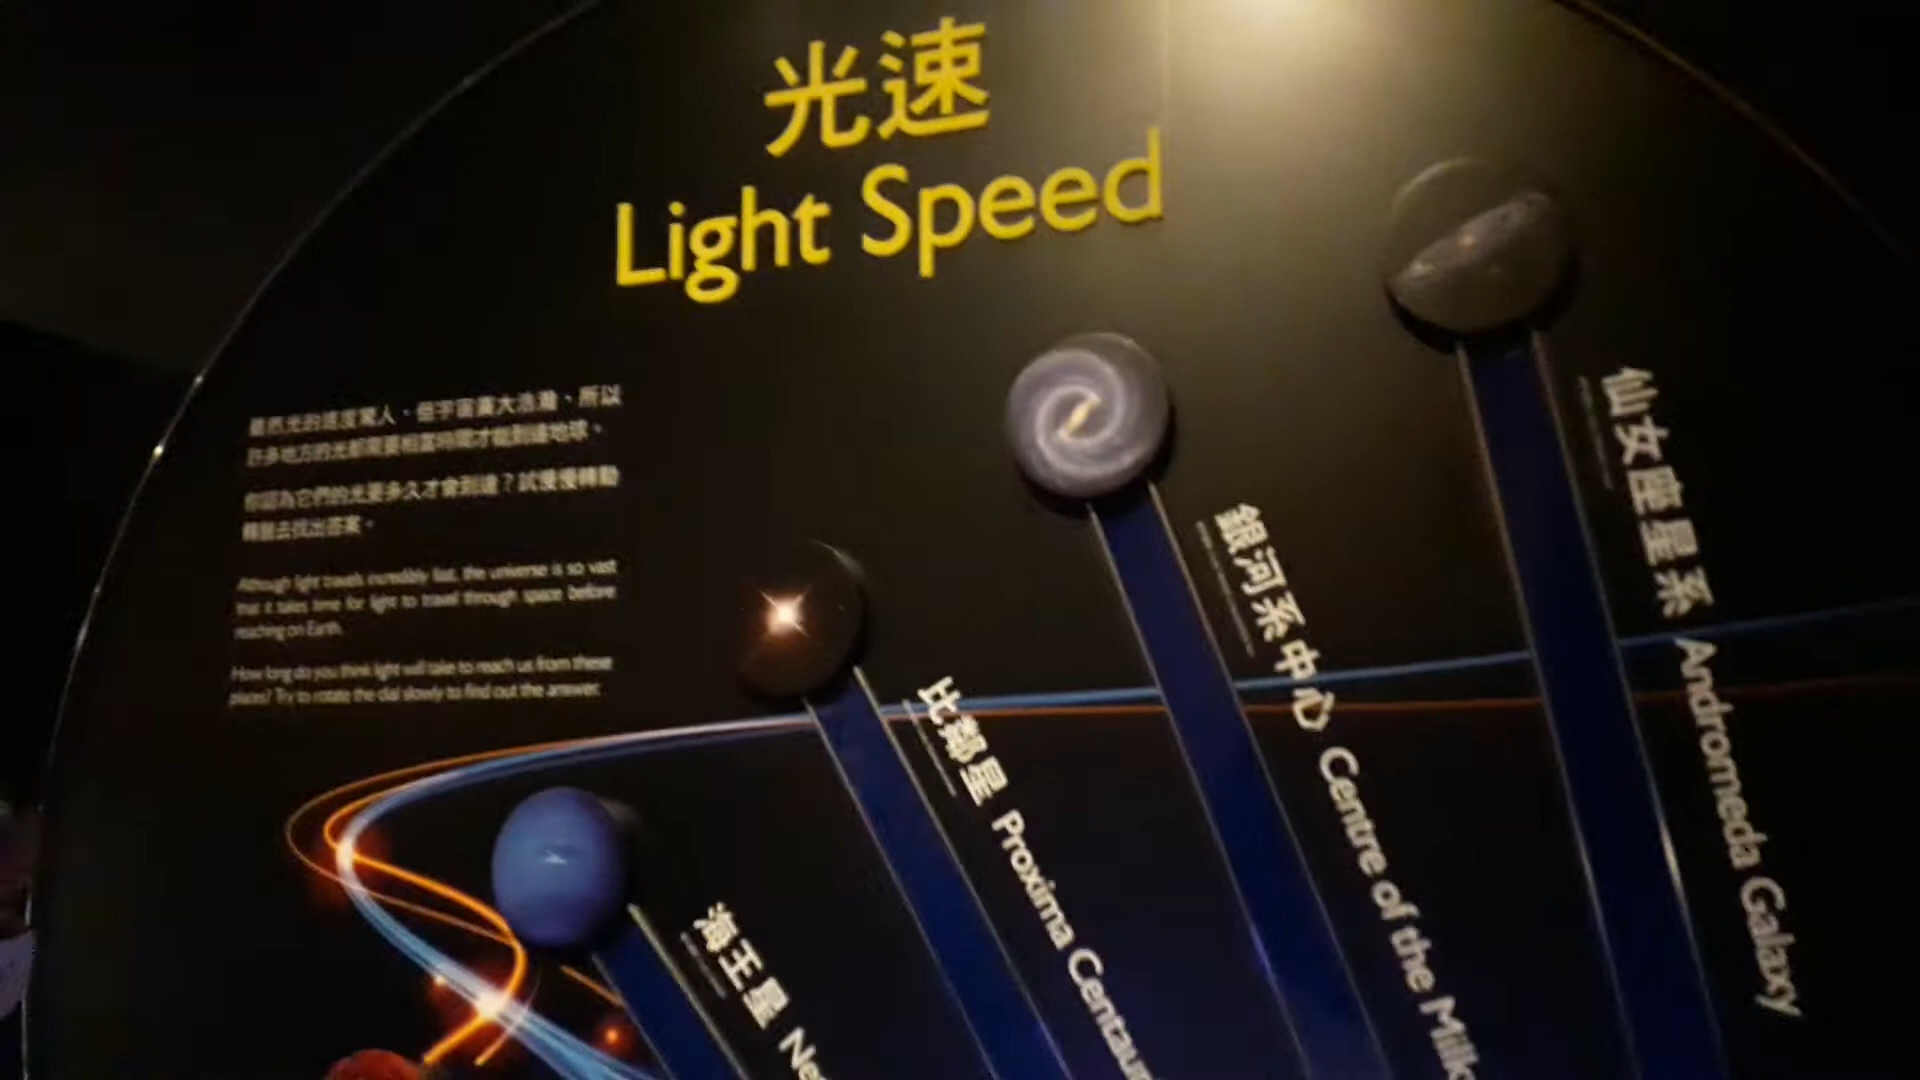 光速
Light Speed
雖然光的速度驚人，但宇宙廣大浩瀚，所以
許多地方的光都需要相當時間才能到達地球。
你認為它們的光要多久才會到達？試慢慢轉動
轉盤去找出答案。
Although light travels incredibly fast, the universe is so vast
that it takes time for light to travel through space before
reaching on Earth.
How long do you think light will take to reach us from these
places? Try to rotate the dial slowly to find out the answer.
海王星 Ne
比鄰星 Proxima Centaur
銀河系中心 Centre of the Milk
仙女座星系 Andromeda Galaxy